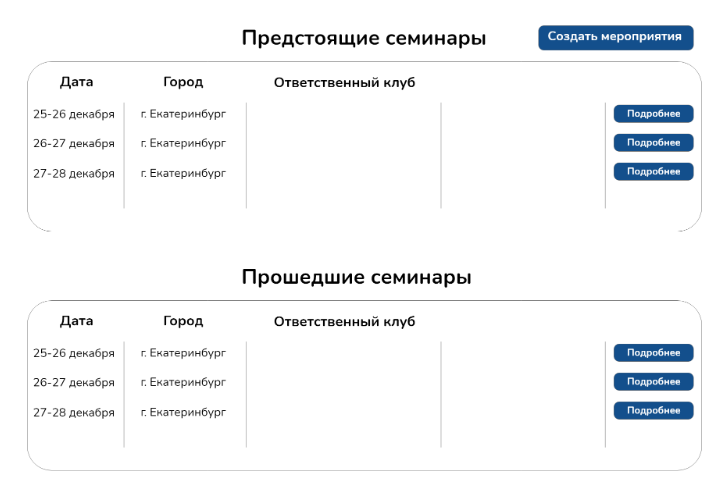 Предстоящие семинары Создать мероприятия
Дата Город Ответственный клуб
25-26 декабря г. Екатеринбург Подробнее
26-27 декабря г. Екатеринбург Подробнее
27-28 декабря г. Екатеринбург Подробнее
Прошедшие семинары
Дата Город Ответственный клуб
25-26 декабря г. Екатеринбург Подробнее
26-27 декабря г. Екатеринбург Подробнее
27-28 декабря г. Екатеринбург Подробнее